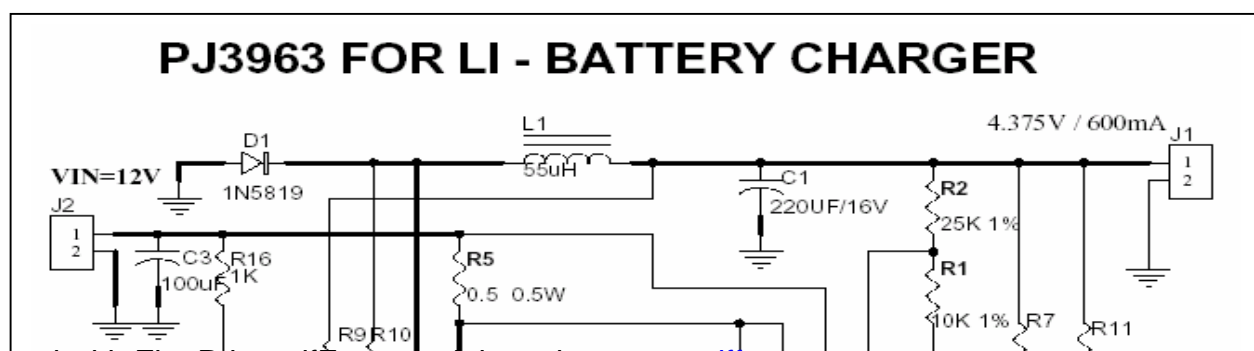 PJ3963 FOR LI - BATTERY CHARGER
L1
4.375V / 600mA
J1
D1
VIN=12V
1N5819
55uH
C1
220UF/16V
R2
25K 1%
1
2
J2
1
2
C3
100uF
R16
1K
R5
0.5 0.5W
R1
10K 1%
R9
R10
R7
R11